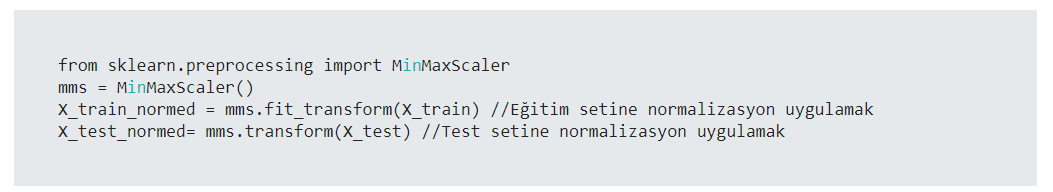 from sklearn.preprocessing import MinMaxScaler
mms = MinMaxScaler()
X_train_normed = mms.fit_transform(X_train) //Eğitim setine normalizasyon uygulamak
X_test_normed= mms.transform(X_test) //Test setine normalizasyon uygulamak